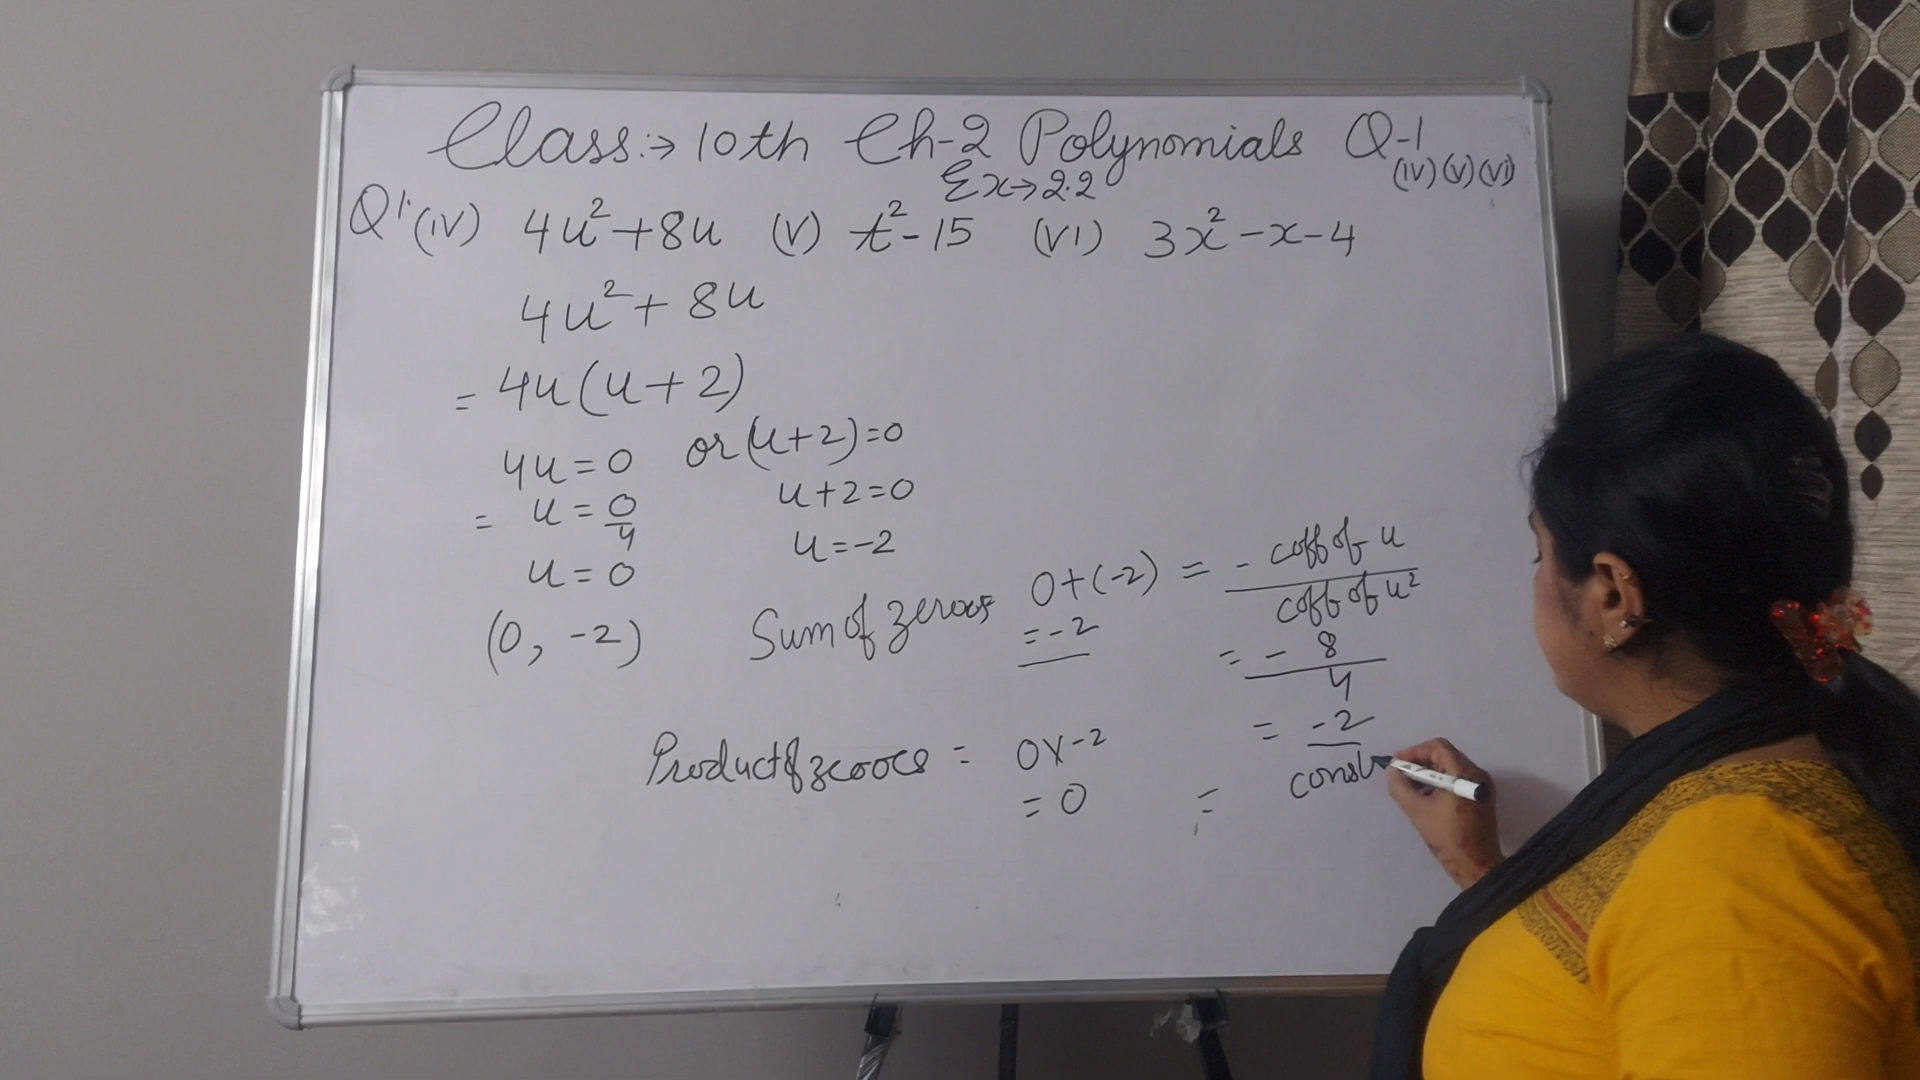 Class:→ 10th Ch-2 Polynomials Q-1
Ex→2.2 (iv)(v)(vi)
Q1.(iv) 4u²+8u (v) t²-15 (vi) 3x²-x-4
4u²+8u
= 4u(u+2)
4u=0 or (u+2)=0
= u=0/4 u+2=0
u=0 u=-2
(0, -2) Sum of zeroes 0+(-2) = - coff of u / coff of u²
=-2 = - 8/4
= -2
Product of zeroes = 0x-2
= 0 = const